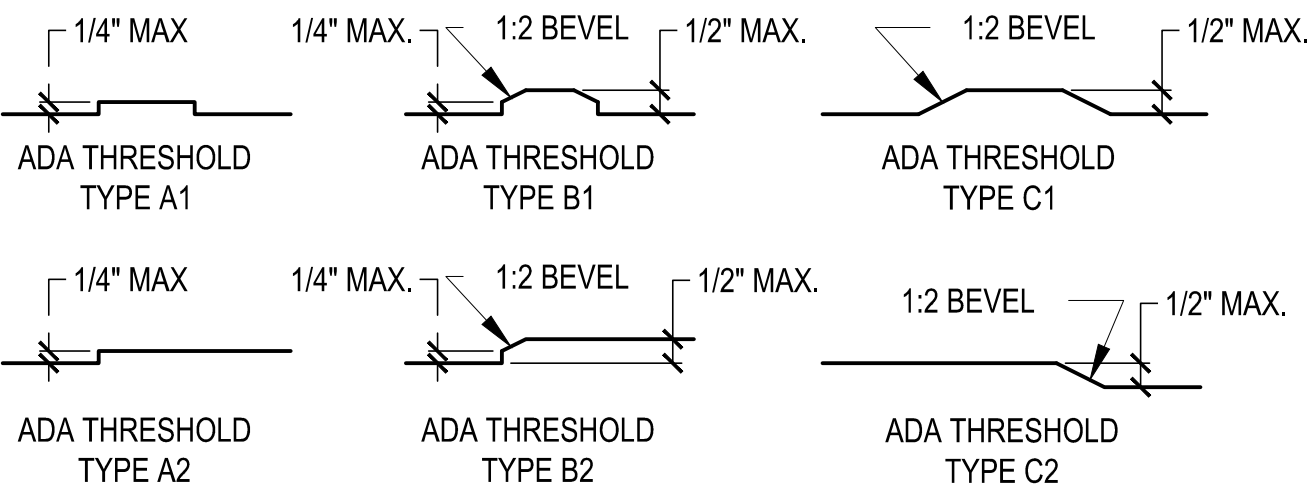 1/4" MAX
ADA THRESHOLD
TYPE A1
1/4" MAX.
1:2 BEVEL
1/2" MAX.
ADA THRESHOLD
TYPE B1
1:2 BEVEL
1/2" MAX.
ADA THRESHOLD
TYPE C1
1/4" MAX
ADA THRESHOLD
TYPE A2
1/4" MAX.
1:2 BEVEL
1/2" MAX.
ADA THRESHOLD
TYPE B2
1:2 BEVEL
1/2" MAX.
ADA THRESHOLD
TYPE C2